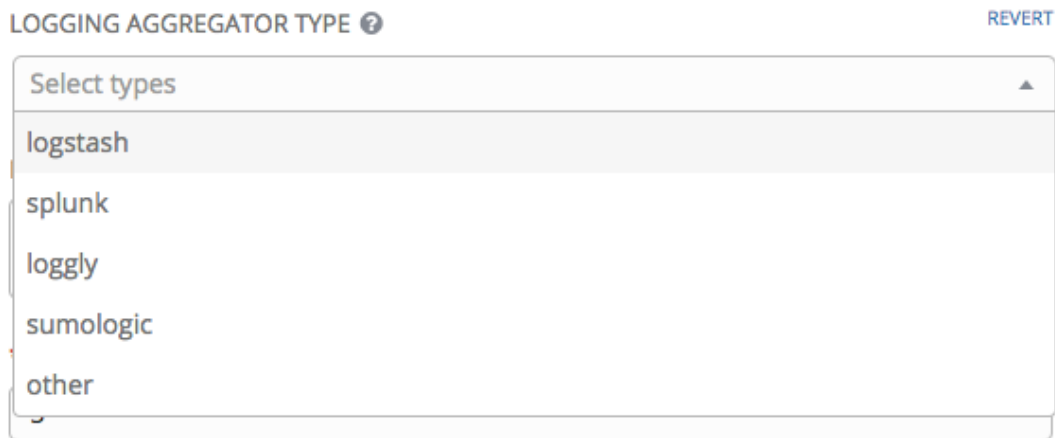 LOGGING AGGREGATOR TYPE ?
REVERT
Select types
logstash
splunk
loggly
sumologic
other